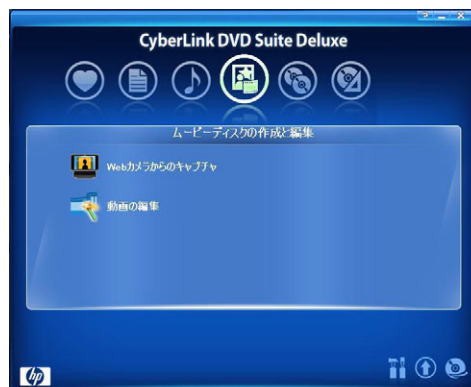 CyberLink DVD Suite Deluxe
ムービーディスクの作成と編集
Webカメラからのキャプチャ
動画の編集
hp